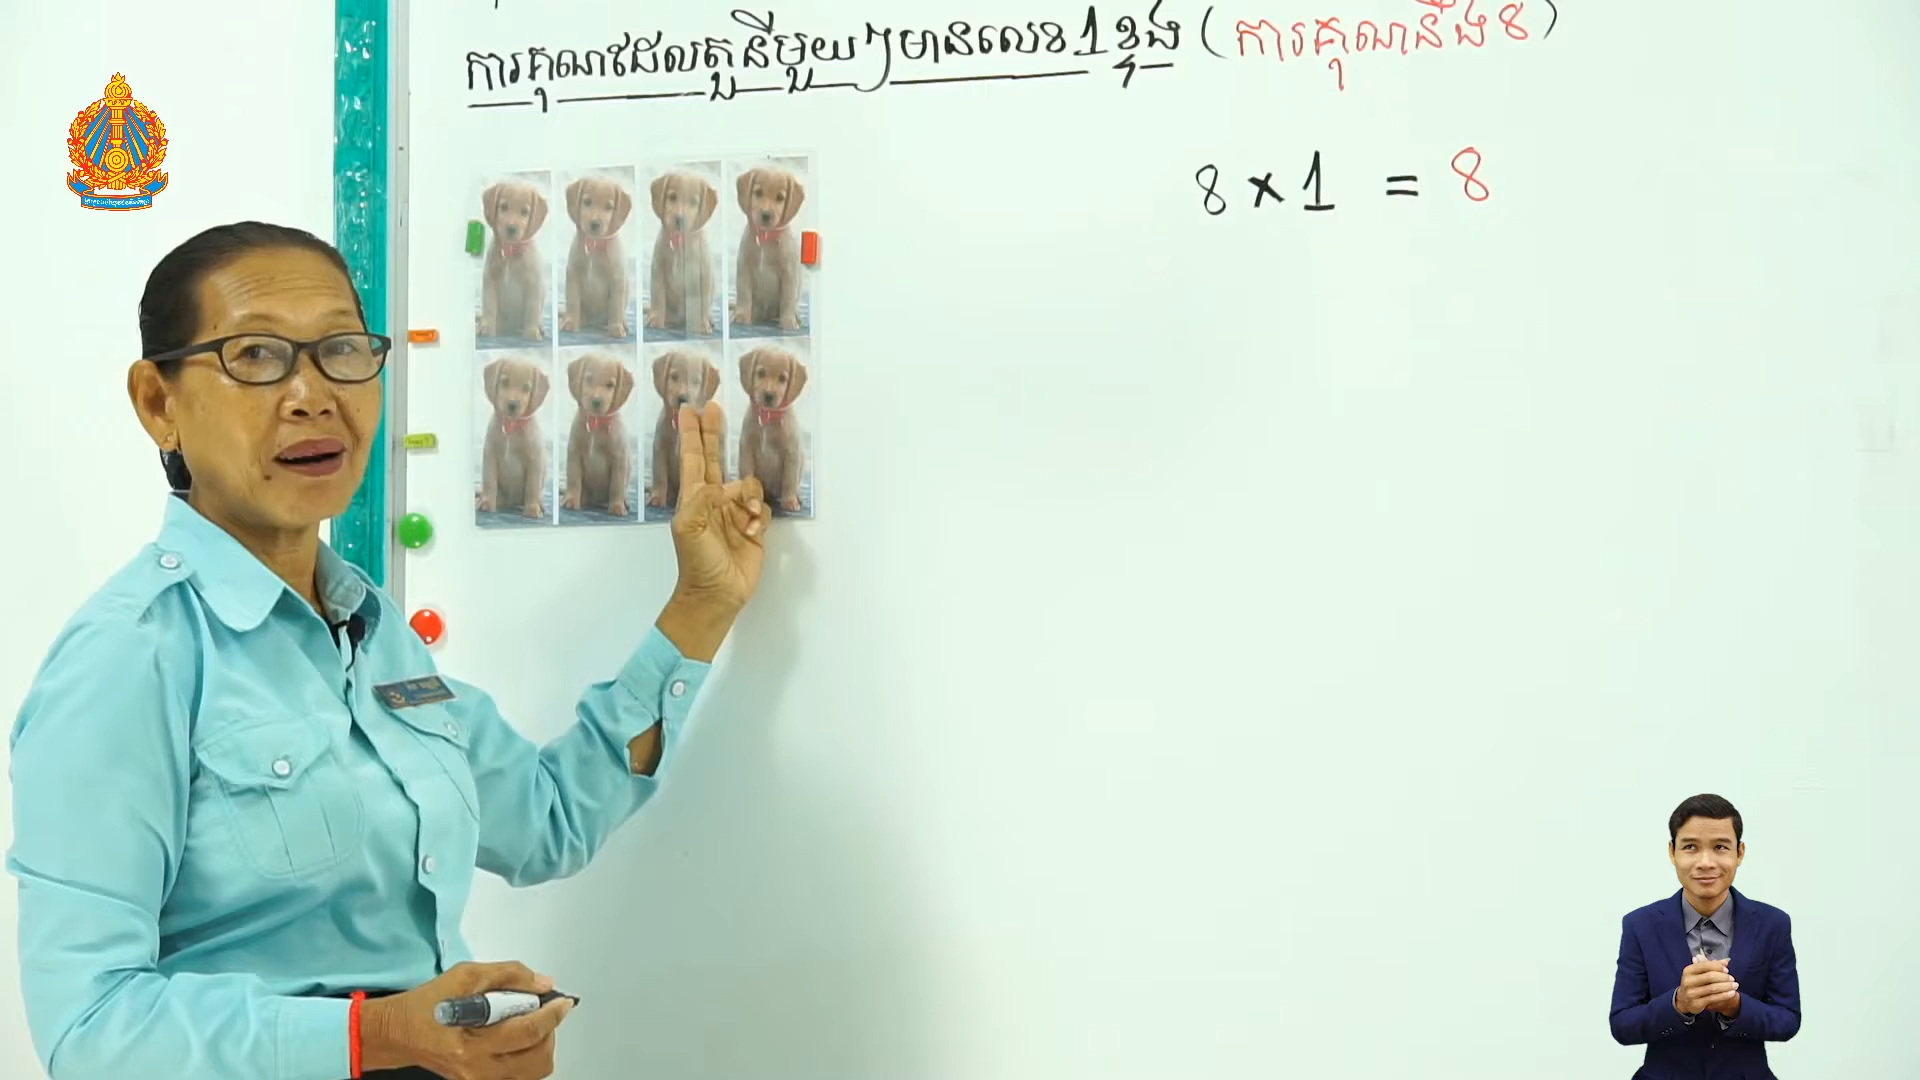 ការគុណដែលតួនីមួយៗមានលេខ1ខ្ទង់ (ការគុណនឹង8)
8 × 1 = 8